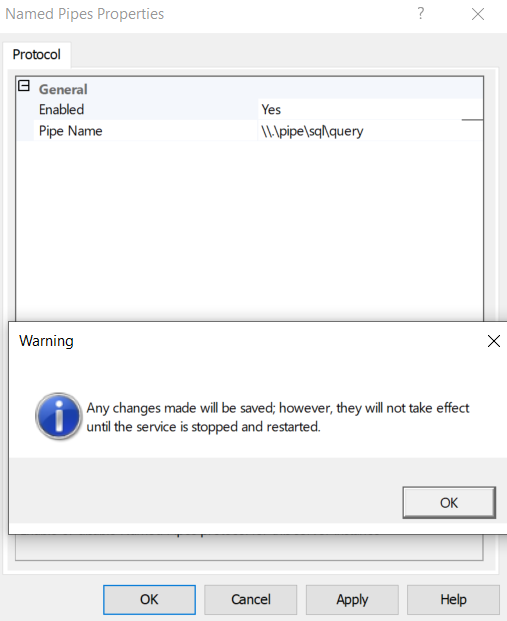 Named Pipes Properties ?
Protocol
General
Enabled Yes
Pipe Name \\.\pipe\sql\query
Warning
Any changes made will be saved; however, they will not take effect
until the service is stopped and restarted.
OK
OK Cancel Apply Help